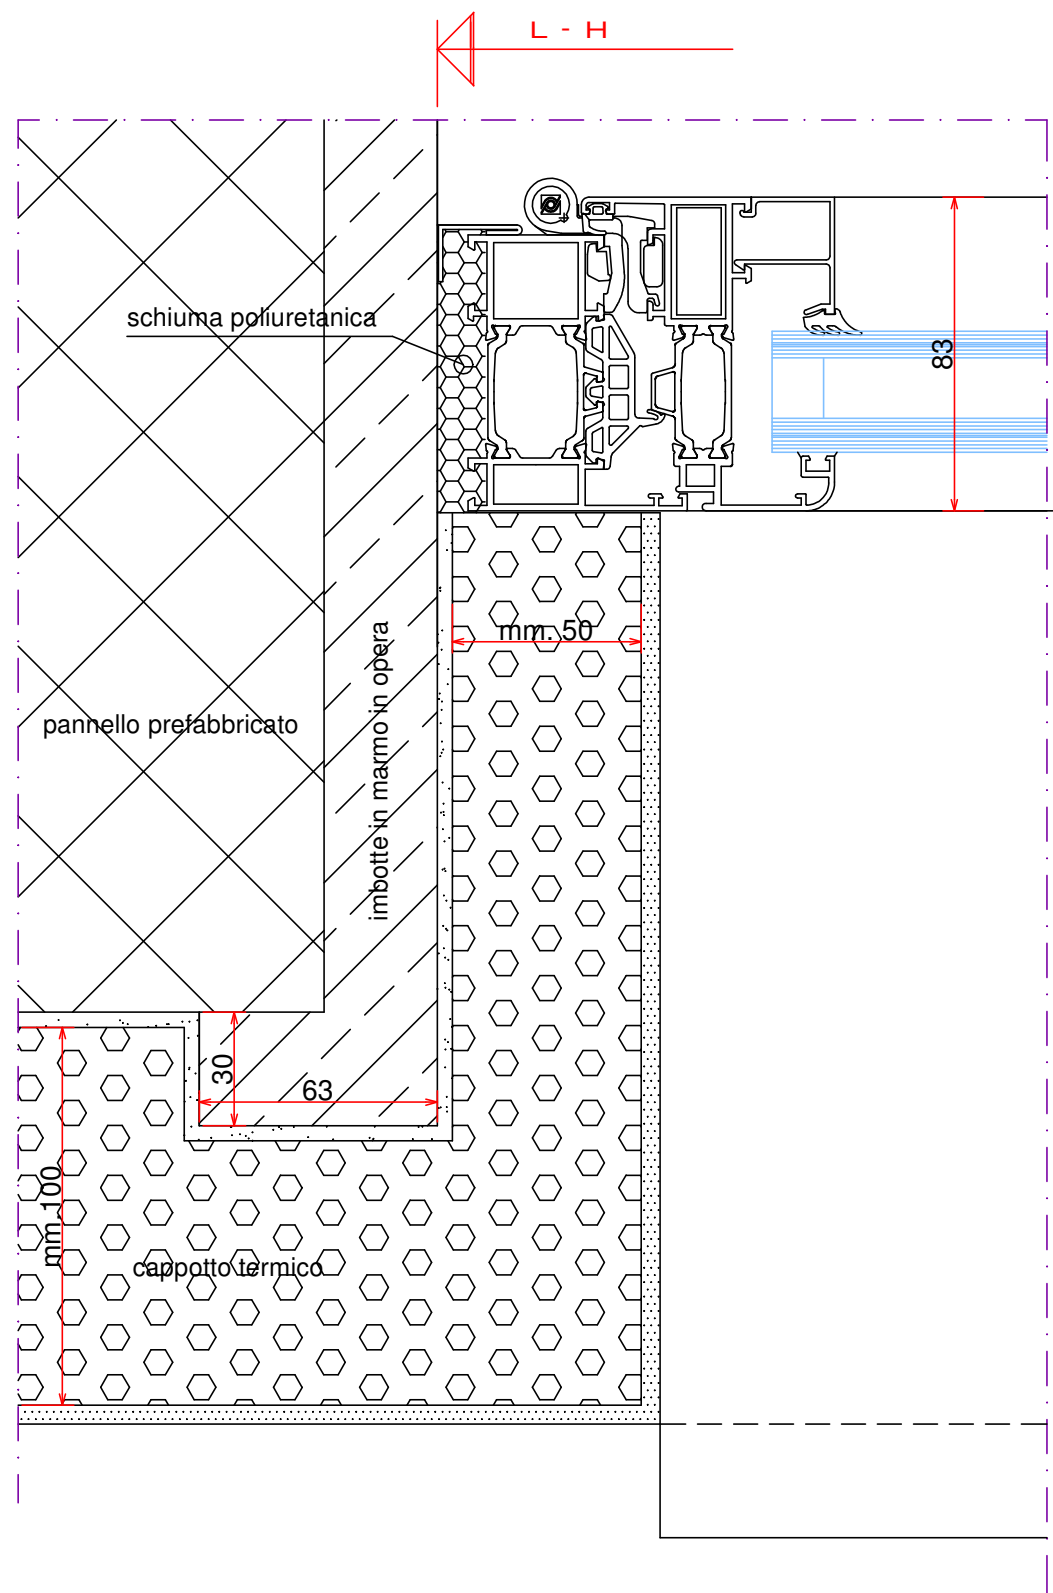 L - H
schiuma poliuretanica
83
mm. 50
imbotte in marmo in opera
pannello prefabbricato
30
63
mm.100
cappotto termico